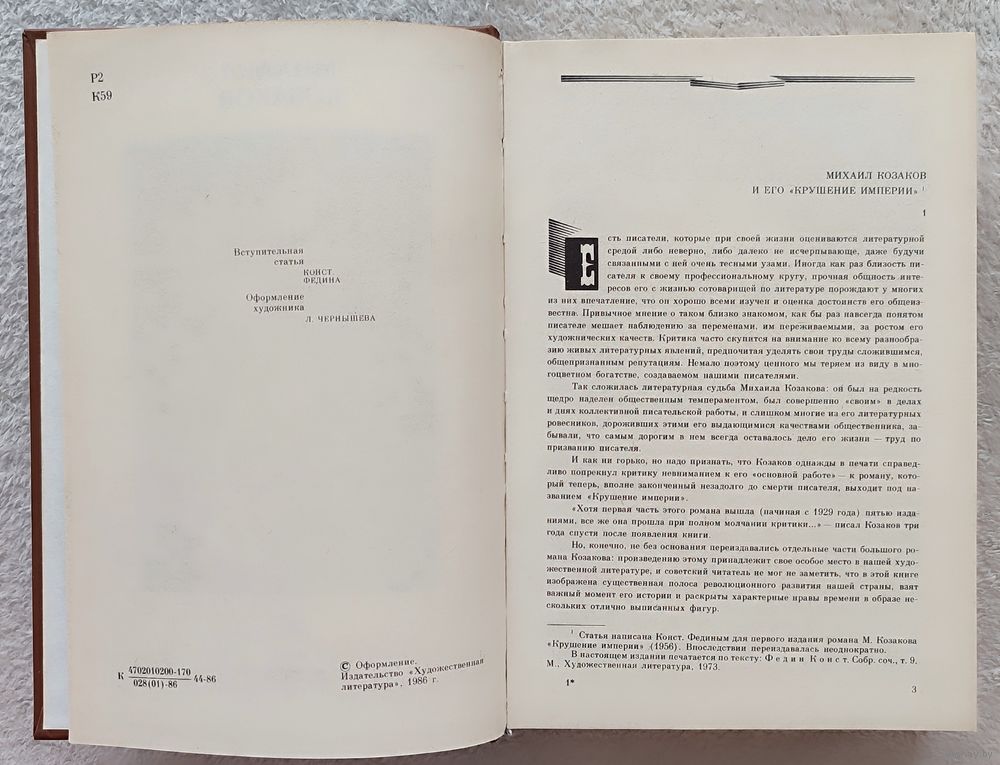 Р2
К59
Вступительная
статья
КОНСТ.
ФЕДИНА
Оформление
художника
Л. ЧЕРНЫШЕВА
К 4702010200-170 44-86
028(01)-86
© Оформление.
Издательство «Художественная
литература», 1986 г.
МИХАИЛ КОЗАКОВ
И ЕГО «КРУШЕНИЕ ИМПЕРИИ» 1
1
Есть писатели, которые при своей жизни оцениваются литературной
средой либо неверно, либо далеко не исчерпывающе, даже будучи
связанными с ней очень тесными узами. Иногда как раз близость пи-
сателя к своему профессиональному кругу, прочная общность инте-
ресов его с жизнью сотоварищей по литературе порождают у многих
из них впечатление, что он хорошо всеми изучен и оценка достоинств его общеиз-
вестна. Привычное мнение о таком близко знакомом, как бы раз навсегда понятом
писателе мешает наблюдению за переменами, им переживаемыми, за ростом его
художнических качеств. Критика часто скупится на внимание ко всему разнообра-
зию живых литературных явлений, предпочитая уделять свои труды сложившимся,
общепризнанным репутациям. Немало поэтому ценного мы теряем из виду в мно-
гоцветном богатстве, создаваемом нашими писателями.
Так сложилась литературная судьба Михаила Козакова: он был на редкость
щедро наделен общественным темпераментом, был совершенно «своим» в делах
и днях коллективной писательской работы, и слишком многие из его литературных
ровесников, дороживших этими его выдающимися качествами общественника, за-
бывали, что самым дорогим в нем всегда оставалось дело его жизни — труд по
призванию писателя.
И как ни горько, но надо признать, что Козаков однажды в печати справед-
ливо попрекнул критику невниманием к его «основной работе» — к роману, кото-
рый теперь, вполне законченный незадолго до смерти писателя, выходит под на-
званием «Крушение империи».
«Хотя первая часть этого романа вышла (начиная с 1929 года) пятью изда-
ниями, все же она прошла при полном молчании критики...» — писал Козаков три
года спустя после появления книги.
Но, конечно, не без основания переиздавались отдельные части большого ро-
мана Козакова: произведению этому принадлежит свое особое место в нашей худо-
жественной литературе, и советский читатель не мог не заметить, что в этой книге
изображена существенная полоса революционного развития нашей страны, взят
важный момент его истории и раскрыты характерные нравы времени в образе не-
скольких отлично выписанных фигур.
1 Статья написана Конст. Фединым для первого издания романа М. Козакова
«Крушение империи» (1956). Впоследствии переиздавалась неоднократно.
В настоящем издании печатается по тексту: Федин Конст. Собр. соч., т. 9.
М., Художественная литература, 1973.
1*
3